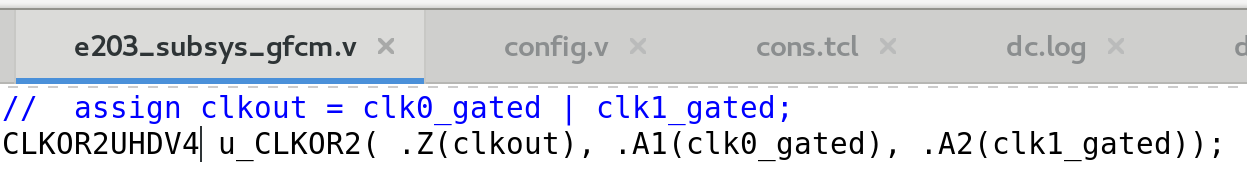 e203_subsys_gfcm.v × config.v × cons.tcl × dc.log × d
//  assign clkout = clk0_gated | clk1_gated;
CLKOR2UHDV4 u_CLKOR2( .Z(clkout), .A1(clk0_gated), .A2(clk1_gated));